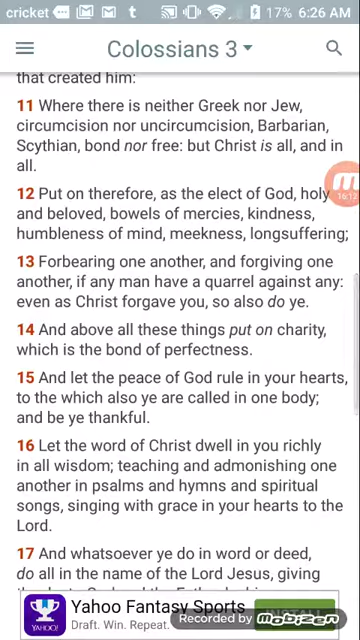 cricket 17% 6:26 AM
Colossians 3
that created him:
11 Where there is neither Greek nor Jew,
circumcision nor uncircumcision, Barbarian,
Scythian, bond nor free: but Christ is all, and in
all.
12 Put on therefore, as the elect of God, holy
and beloved, bowels of mercies, kindness,
humbleness of mind, meekness, longsuffering;
16:12
13 Forbearing one another, and forgiving one
another, if any man have a quarrel against any:
even as Christ forgave you, so also do ye.
14 And above all these things put on charity,
which is the bond of perfectness.
15 And let the peace of God rule in your hearts,
to the which also ye are called in one body;
and be ye thankful.
16 Let the word of Christ dwell in you richly
in all wisdom; teaching and admonishing one
another in psalms and hymns and spiritual
songs, singing with grace in your hearts to the
Lord.
17 And whatsoever ye do in word or deed,
do all in the name of the Lord Jesus, giving
YAHOO!
Yahoo Fantasy Sports
Draft. Win. Repeat.
INSTALL
Recorded by Mobizen